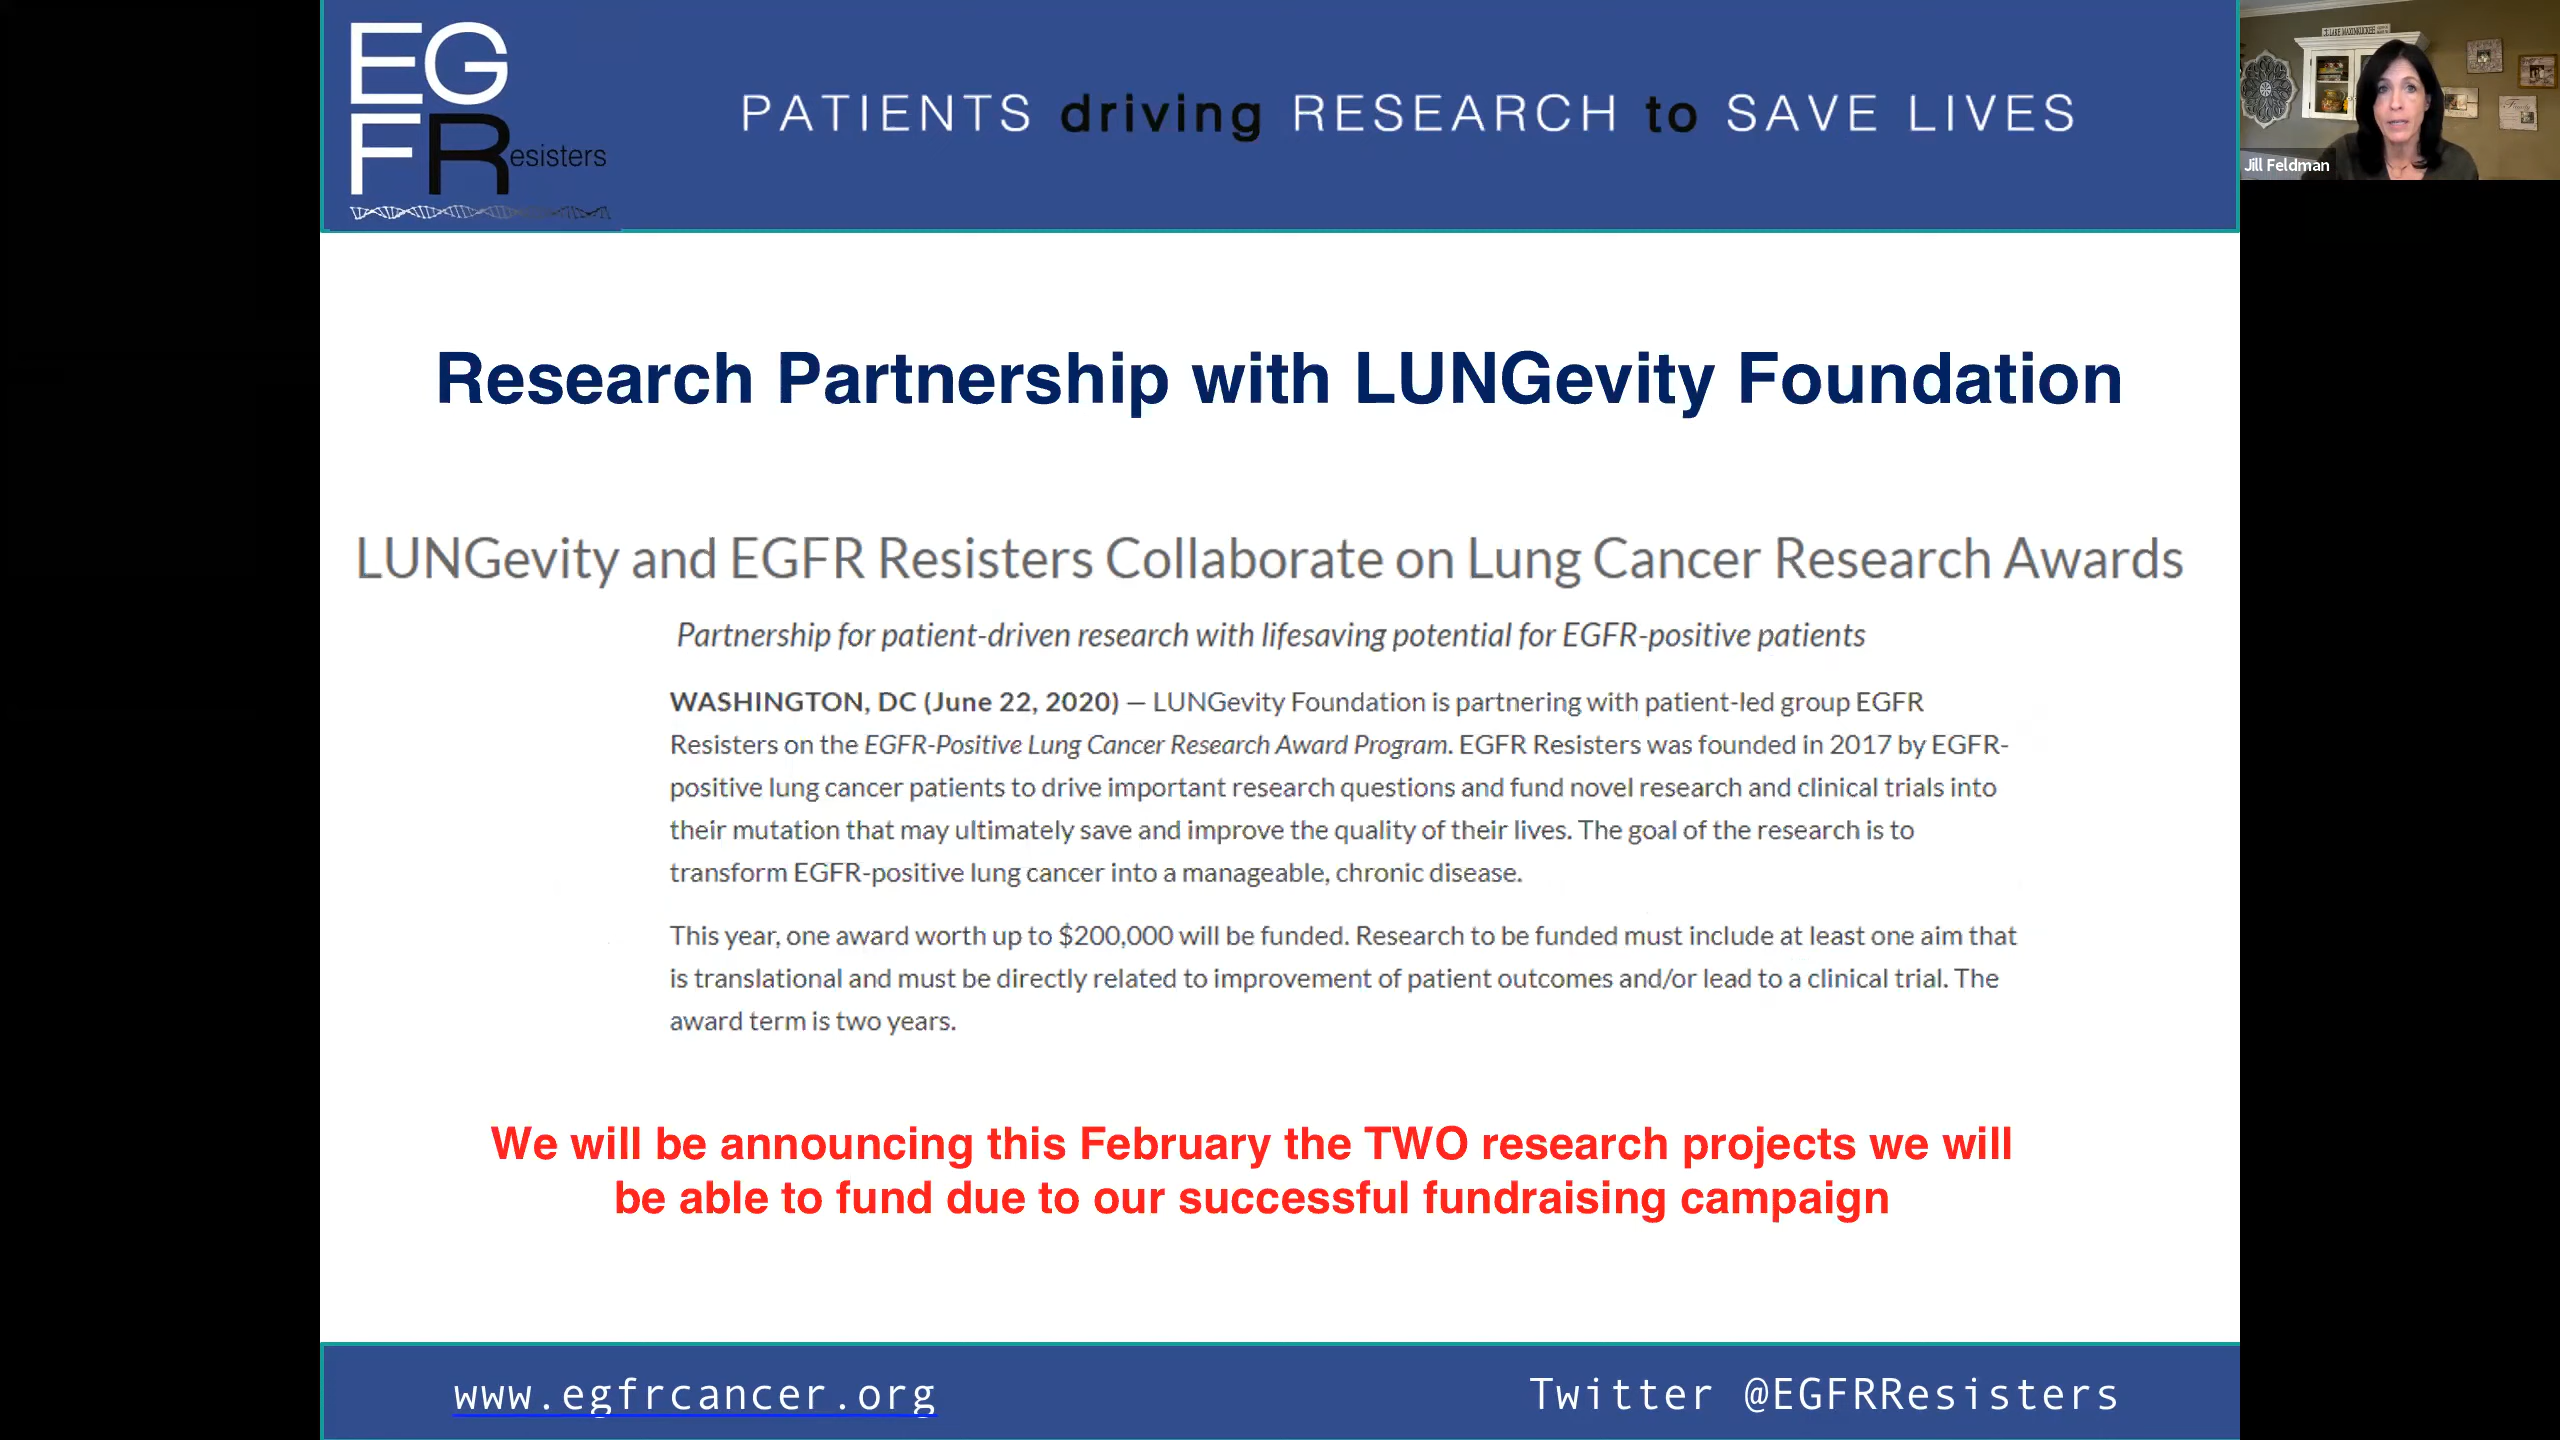 EG
FResisters
PATIENTS driving RESEARCH to SAVE LIVES
Jill Feldman
Research Partnership with LUNGevity Foundation
LUNGevity and EGFR Resisters Collaborate on Lung Cancer Research Awards
Partnership for patient-driven research with lifesaving potential for EGFR-positive patients
WASHINGTON, DC (June 22, 2020) — LUNGevity Foundation is partnering with patient-led group EGFR
Resisters on the EGFR-Positive Lung Cancer Research Award Program. EGFR Resisters was founded in 2017 by EGFR-
positive lung cancer patients to drive important research questions and fund novel research and clinical trials into
their mutation that may ultimately save and improve the quality of their lives. The goal of the research is to
transform EGFR-positive lung cancer into a manageable, chronic disease.
This year, one award worth up to $200,000 will be funded. Research to be funded must include at least one aim that
is translational and must be directly related to improvement of patient outcomes and/or lead to a clinical trial. The
award term is two years.
We will be announcing this February the TWO research projects we will
be able to fund due to our successful fundraising campaign
www.egfrcancer.org
Twitter @EGFRResisters